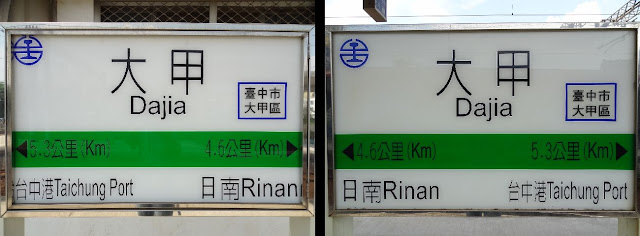 大甲
Dajia
臺中市
大甲區
5.3公里(Km) 4.6公里(Km)
台中港Taichung Port 日南Rinan
大甲
Dajia
臺中市
大甲區
4.6公里(Km) 5.3公里(Km)
日南Rinan 台中港Taichung Port